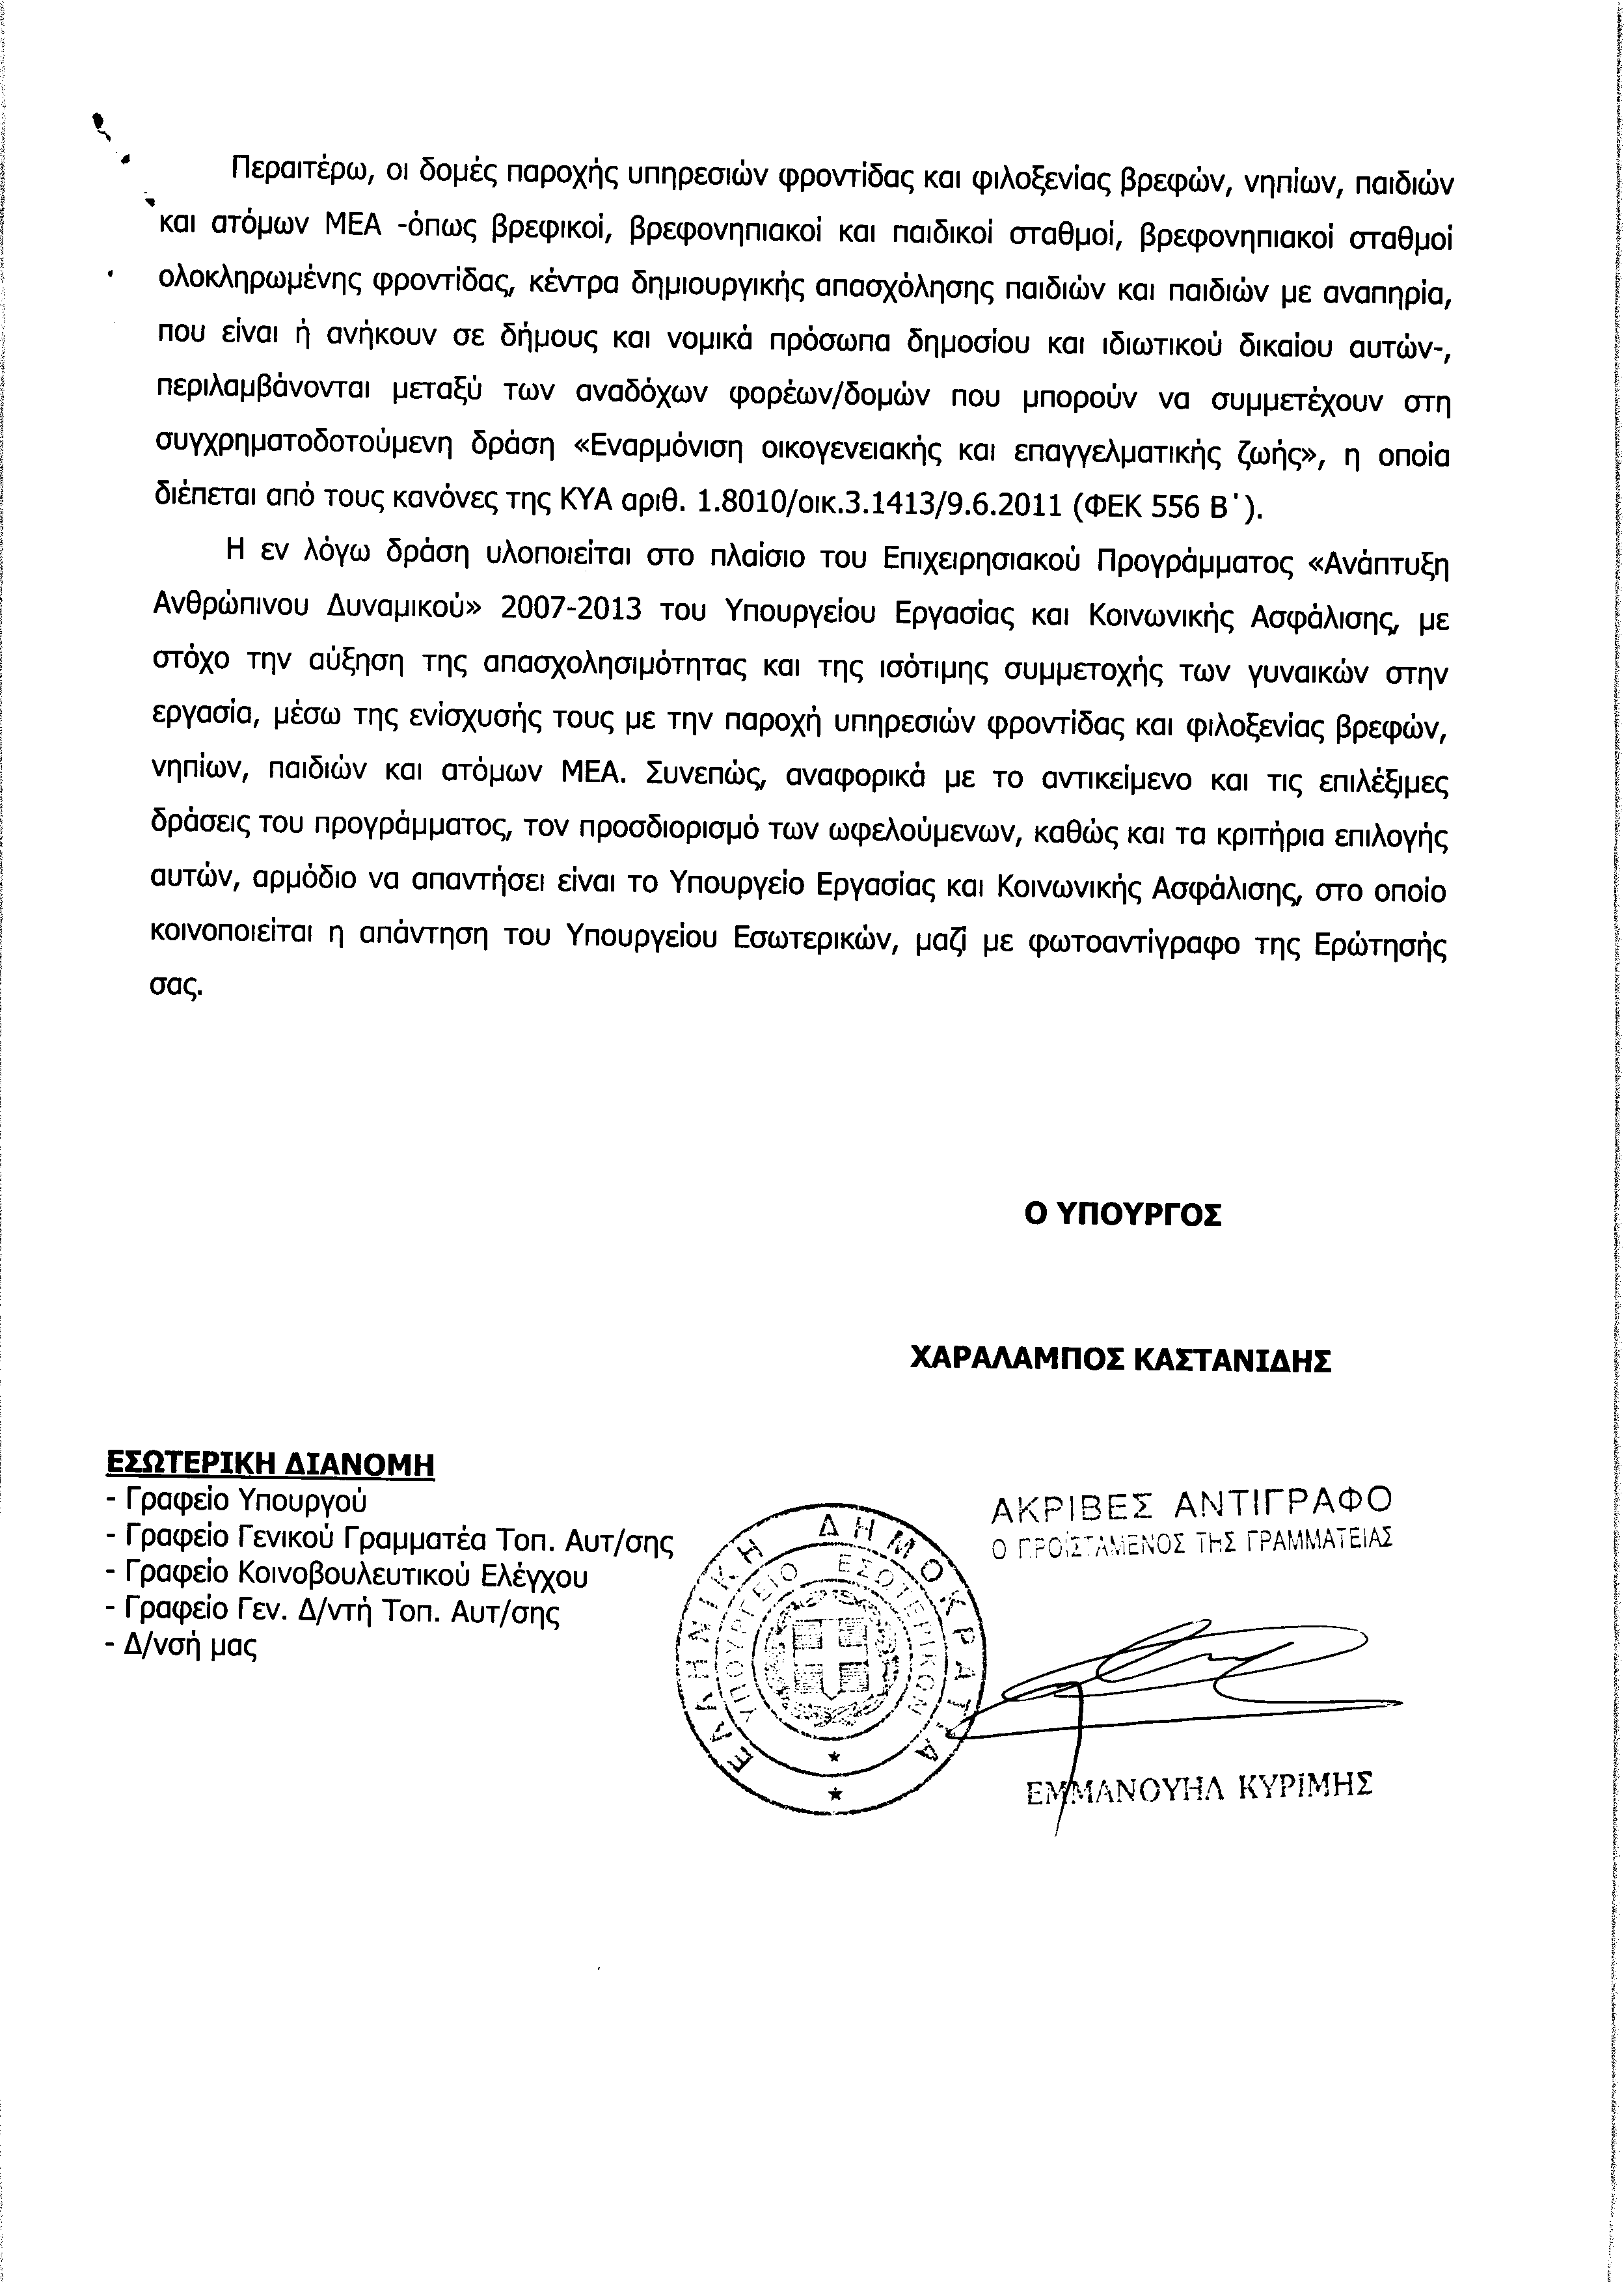 Περαιτέρω, οι δομές παροχής υπηρεσιών φροντίδας και φιλοξενίας βρεφών, νηπίων, παιδιών
και ατόμων ΜΕΑ -όπως βρεφικοί, βρεφονηπιακοί και παιδικοί σταθμοί, βρεφονηπιακοί σταθμοί
ολοκληρωμένης φροντίδας, κέντρα δημιουργικής απασχόλησης παιδιών και παιδιών με αναπηρία,
που είναι ή ανήκουν σε δήμους και νομικά πρόσωπα δημοσίου και ιδιωτικού δικαίου αυτών-,
περιλαμβάνονται μεταξύ των αναδόχων φορέων/δομών που μπορούν να συμμετέχουν στη
συγχρηματοδοτούμενη δράση «Εναρμόνιση οικογενειακής και επαγγελματικής ζωής», η οποία
διέπεται από τους κανόνες της ΚΥΑ αριθ. 1.8010/οικ.3.1413/9.6.2011 (ΦΕΚ 556 Β΄).
Η εν λόγω δράση υλοποιείται στο πλαίσιο του Επιχειρησιακού Προγράμματος «Ανάπτυξη
Ανθρώπινου Δυναμικού» 2007-2013 του Υπουργείου Εργασίας και Κοινωνικής Ασφάλισης, με
στόχο την αύξηση της απασχολησιμότητας και της ισότιμης συμμετοχής των γυναικών στην
εργασία, μέσω της ενίσχυσής τους με την παροχή υπηρεσιών φροντίδας και φιλοξενίας βρεφών,
νηπίων, παιδιών και ατόμων ΜΕΑ. Συνεπώς, αναφορικά με το αντικείμενο και τις επιλέξιμες
δράσεις του προγράμματος, τον προσδιορισμό των ωφελούμενων, καθώς και τα κριτήρια επιλογής
αυτών, αρμόδιο να απαντήσει είναι το Υπουργείο Εργασίας και Κοινωνικής Ασφάλισης, στο οποίο
κοινοποιείται η απάντηση του Υπουργείου Εσωτερικών, μαζί με φωτοαντίγραφο της Ερώτησής
σας.
Ο ΥΠΟΥΡΓΟΣ
ΧΑΡΑΛΑΜΠΟΣ ΚΑΣΤΑΝΙΔΗΣ
ΕΣΩΤΕΡΙΚΗ ΔΙΑΝΟΜΗ
- Γραφείο Υπουργού
- Γραφείο Γενικού Γραμματέα Τοπ. Αυτ/σης
- Γραφείο Κοινοβουλευτικού Ελέγχου
- Γραφείο Γεν. Δ/ντή Τοπ. Αυτ/σης
- Δ/νσή μας
ΕΛΛΗΝΙΚΗ ΔΗΜΟΚΡΑΤΙΑ
ΥΠΟΥΡΓΕΙΟ ΕΣΩΤΕΡΙΚΩΝ
ΑΚΡΙΒΕΣ ΑΝΤΙΓΡΑΦΟ
Ο ΠΡΟΪΣΤΑΜΕΝΟΣ ΤΗΣ ΓΡΑΜΜΑΤΕΙΑΣ
ΕΜΜΑΝΟΥΗΛ ΚΥΡΙΜΗΣ